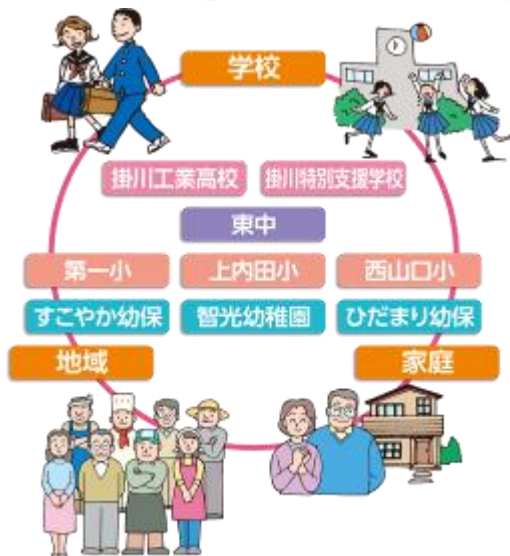 学校
掛川工業高校 掛川特別支援学校
東中
第一小 上内田小 西山口小
すこやか幼保 智光幼稚園 ひだまり幼保
地域 家庭